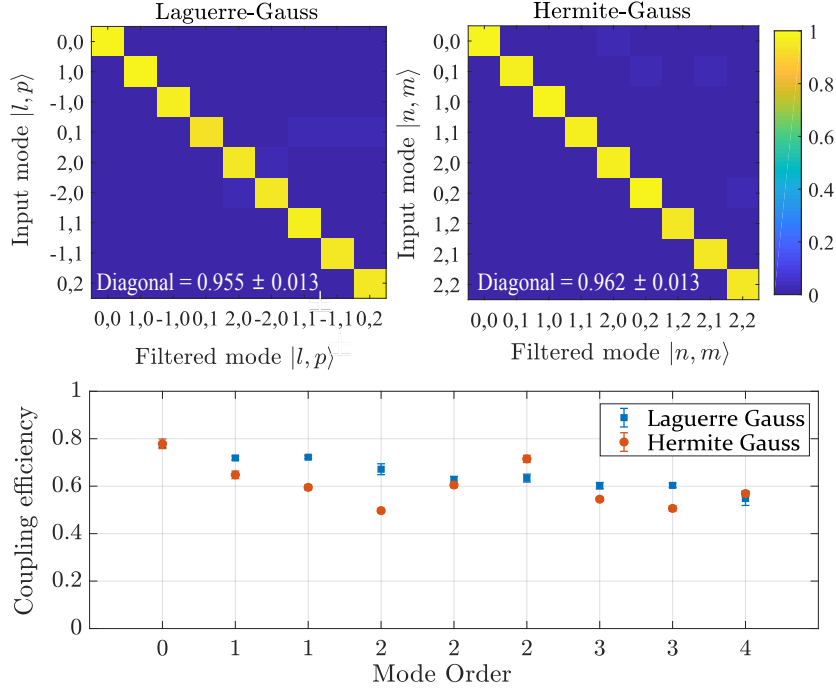 Laguerre-Gauss
Input mode |l, p⟩
0,0
1,0
-1,0
0,1
2,0
-2,0
1,1
-1,1
0,2
Diagonal = 0.955 ± 0.013
0,0 1,0 -1,0 0,1 2,0 -2,0 1,1 -1,1 0,2
Filtered mode |l, p⟩
Hermite-Gauss
Input mode |n, m⟩
0,0
0,1
1,0
1,1
2,0
0,2
1,2
2,1
2,2
Diagonal = 0.962 ± 0.013
0,0 0,1 1,0 1,1 2,0 0,2 1,2 2,1 2,2
Filtered mode |n, m⟩
1
0.8
0.6
0.4
0.2
0
Coupling efficiency
1
0.8
0.6
0.4
0.2
0
Laguerre Gauss
Hermite Gauss
0 1 1 2 2 2 3 3 4
Mode Order